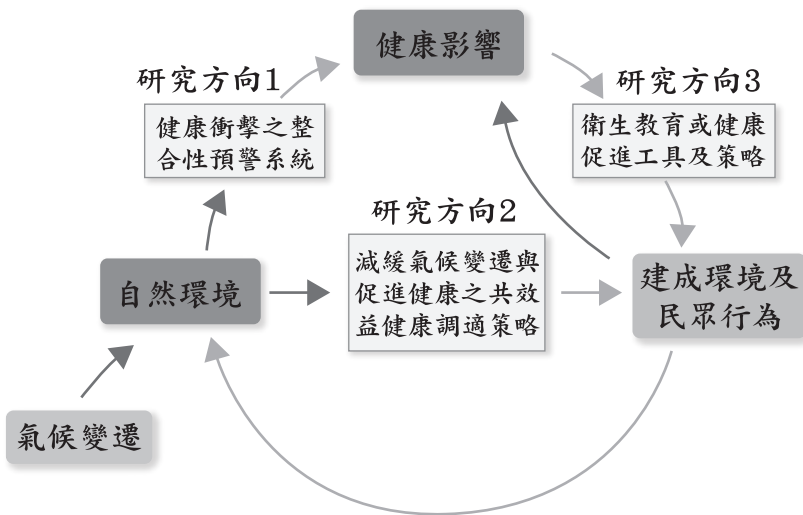 健康影響
研究方向1
健康衝擊之整
合性預警系統
研究方向3
衛生教育或健康
促進工具及策略
研究方向2
減緩氣候變遷與
促進健康之共效
益健康調適策略
自然環境
建成環境及
民眾行為
氣候變遷